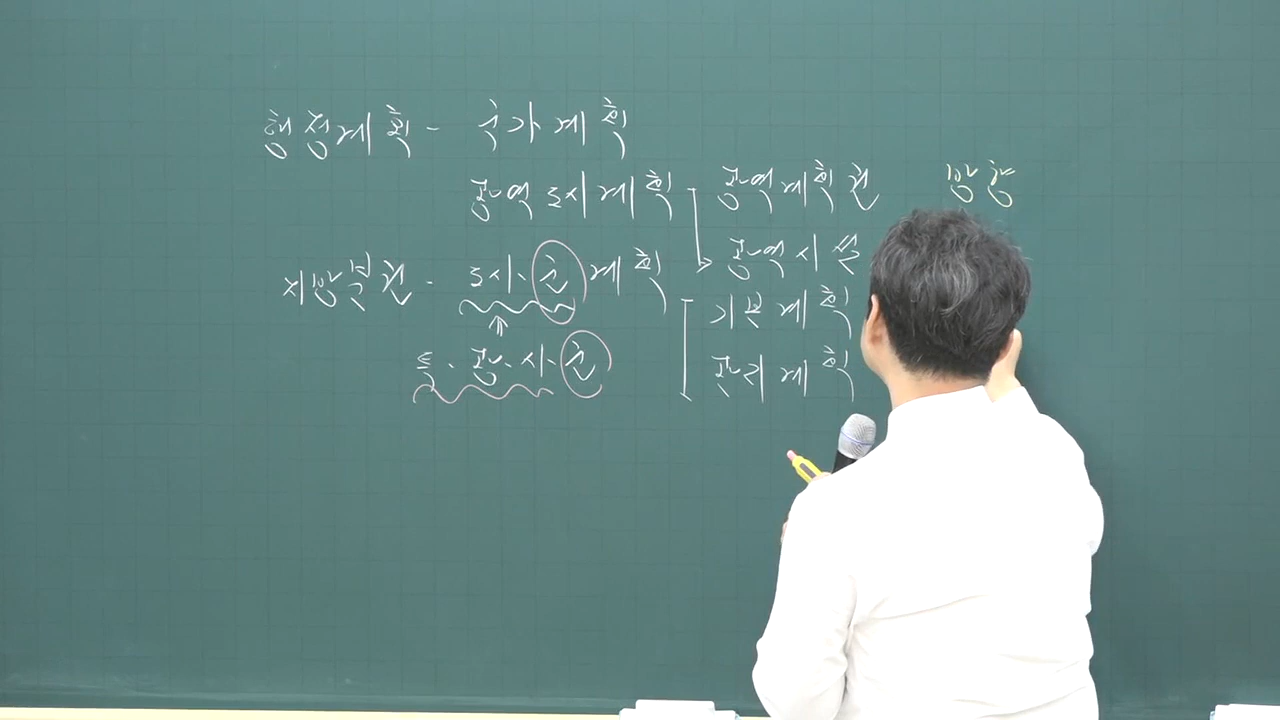 행정계획 - 국가계획
광역도시계획 광역계획권 방향
광역시설
지방분권 - 도시·군계획 기본계획
특·광·시·군 관리계획